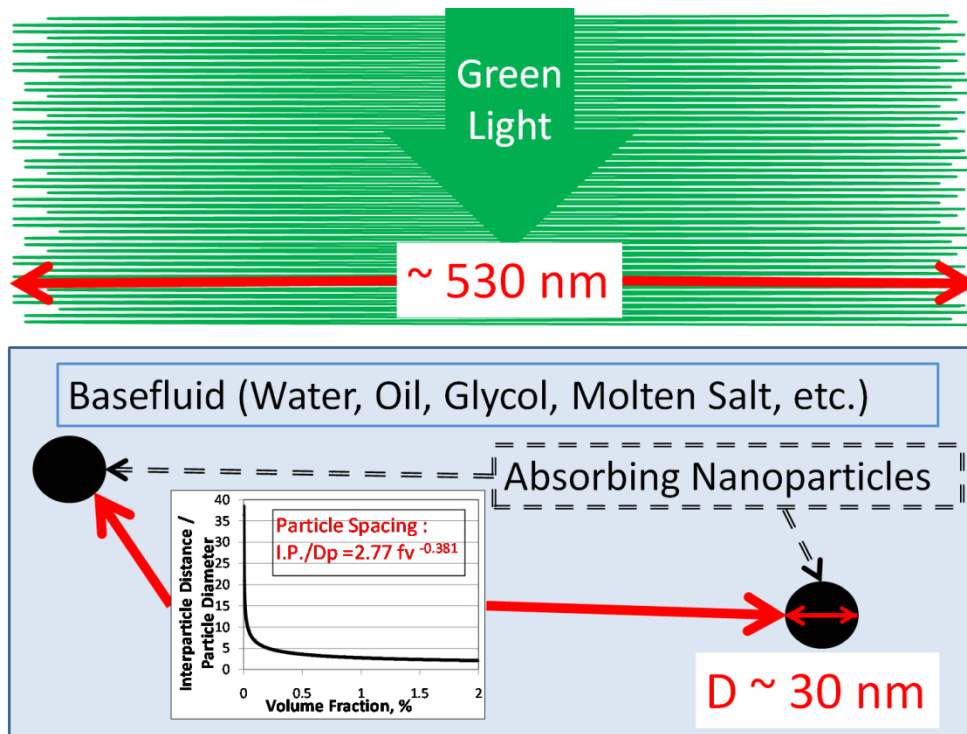 Green
Light
~ 530 nm
Basefluid (Water, Oil, Glycol, Molten Salt, etc.)
Absorbing Nanoparticles
Interparticle Distance /
Particle Diameter
40
35
30
25
20
15
10
5
0
Particle Spacing :
I.P./Dp =2.77 fv -0.381
0
0.5
1
1.5
2
Volume Fraction, %
D ~ 30 nm